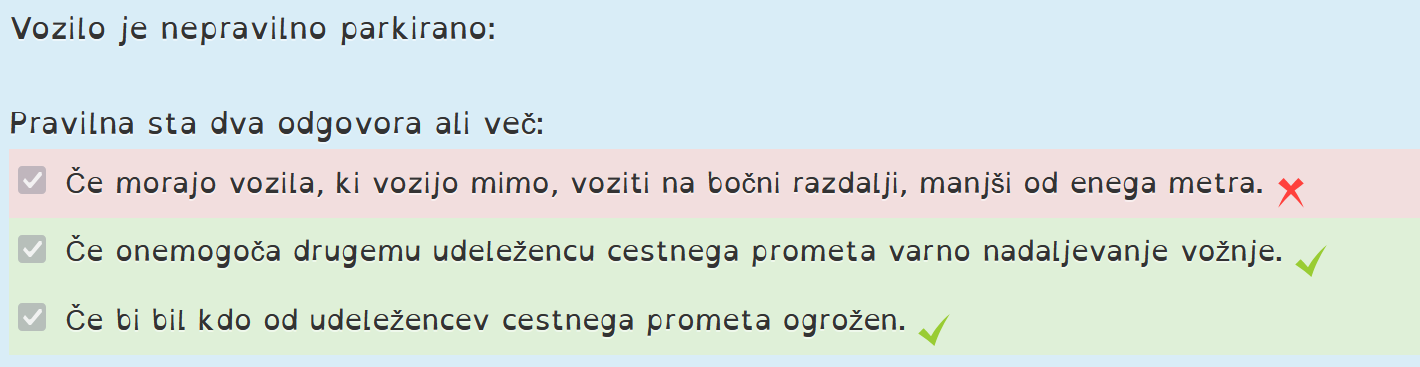 Vozilo je nepravilno parkirano:
Pravilna sta dva odgovora ali več:
Če morajo vozila, ki vozijo mimo, voziti na bočni razdalji, manjši od enega metra.
Če onemogoča drugemu udeležencu cestnega prometa varno nadaljevanje vožnje.
Če bi bil kdo od udeležencev cestnega prometa ogrožen.